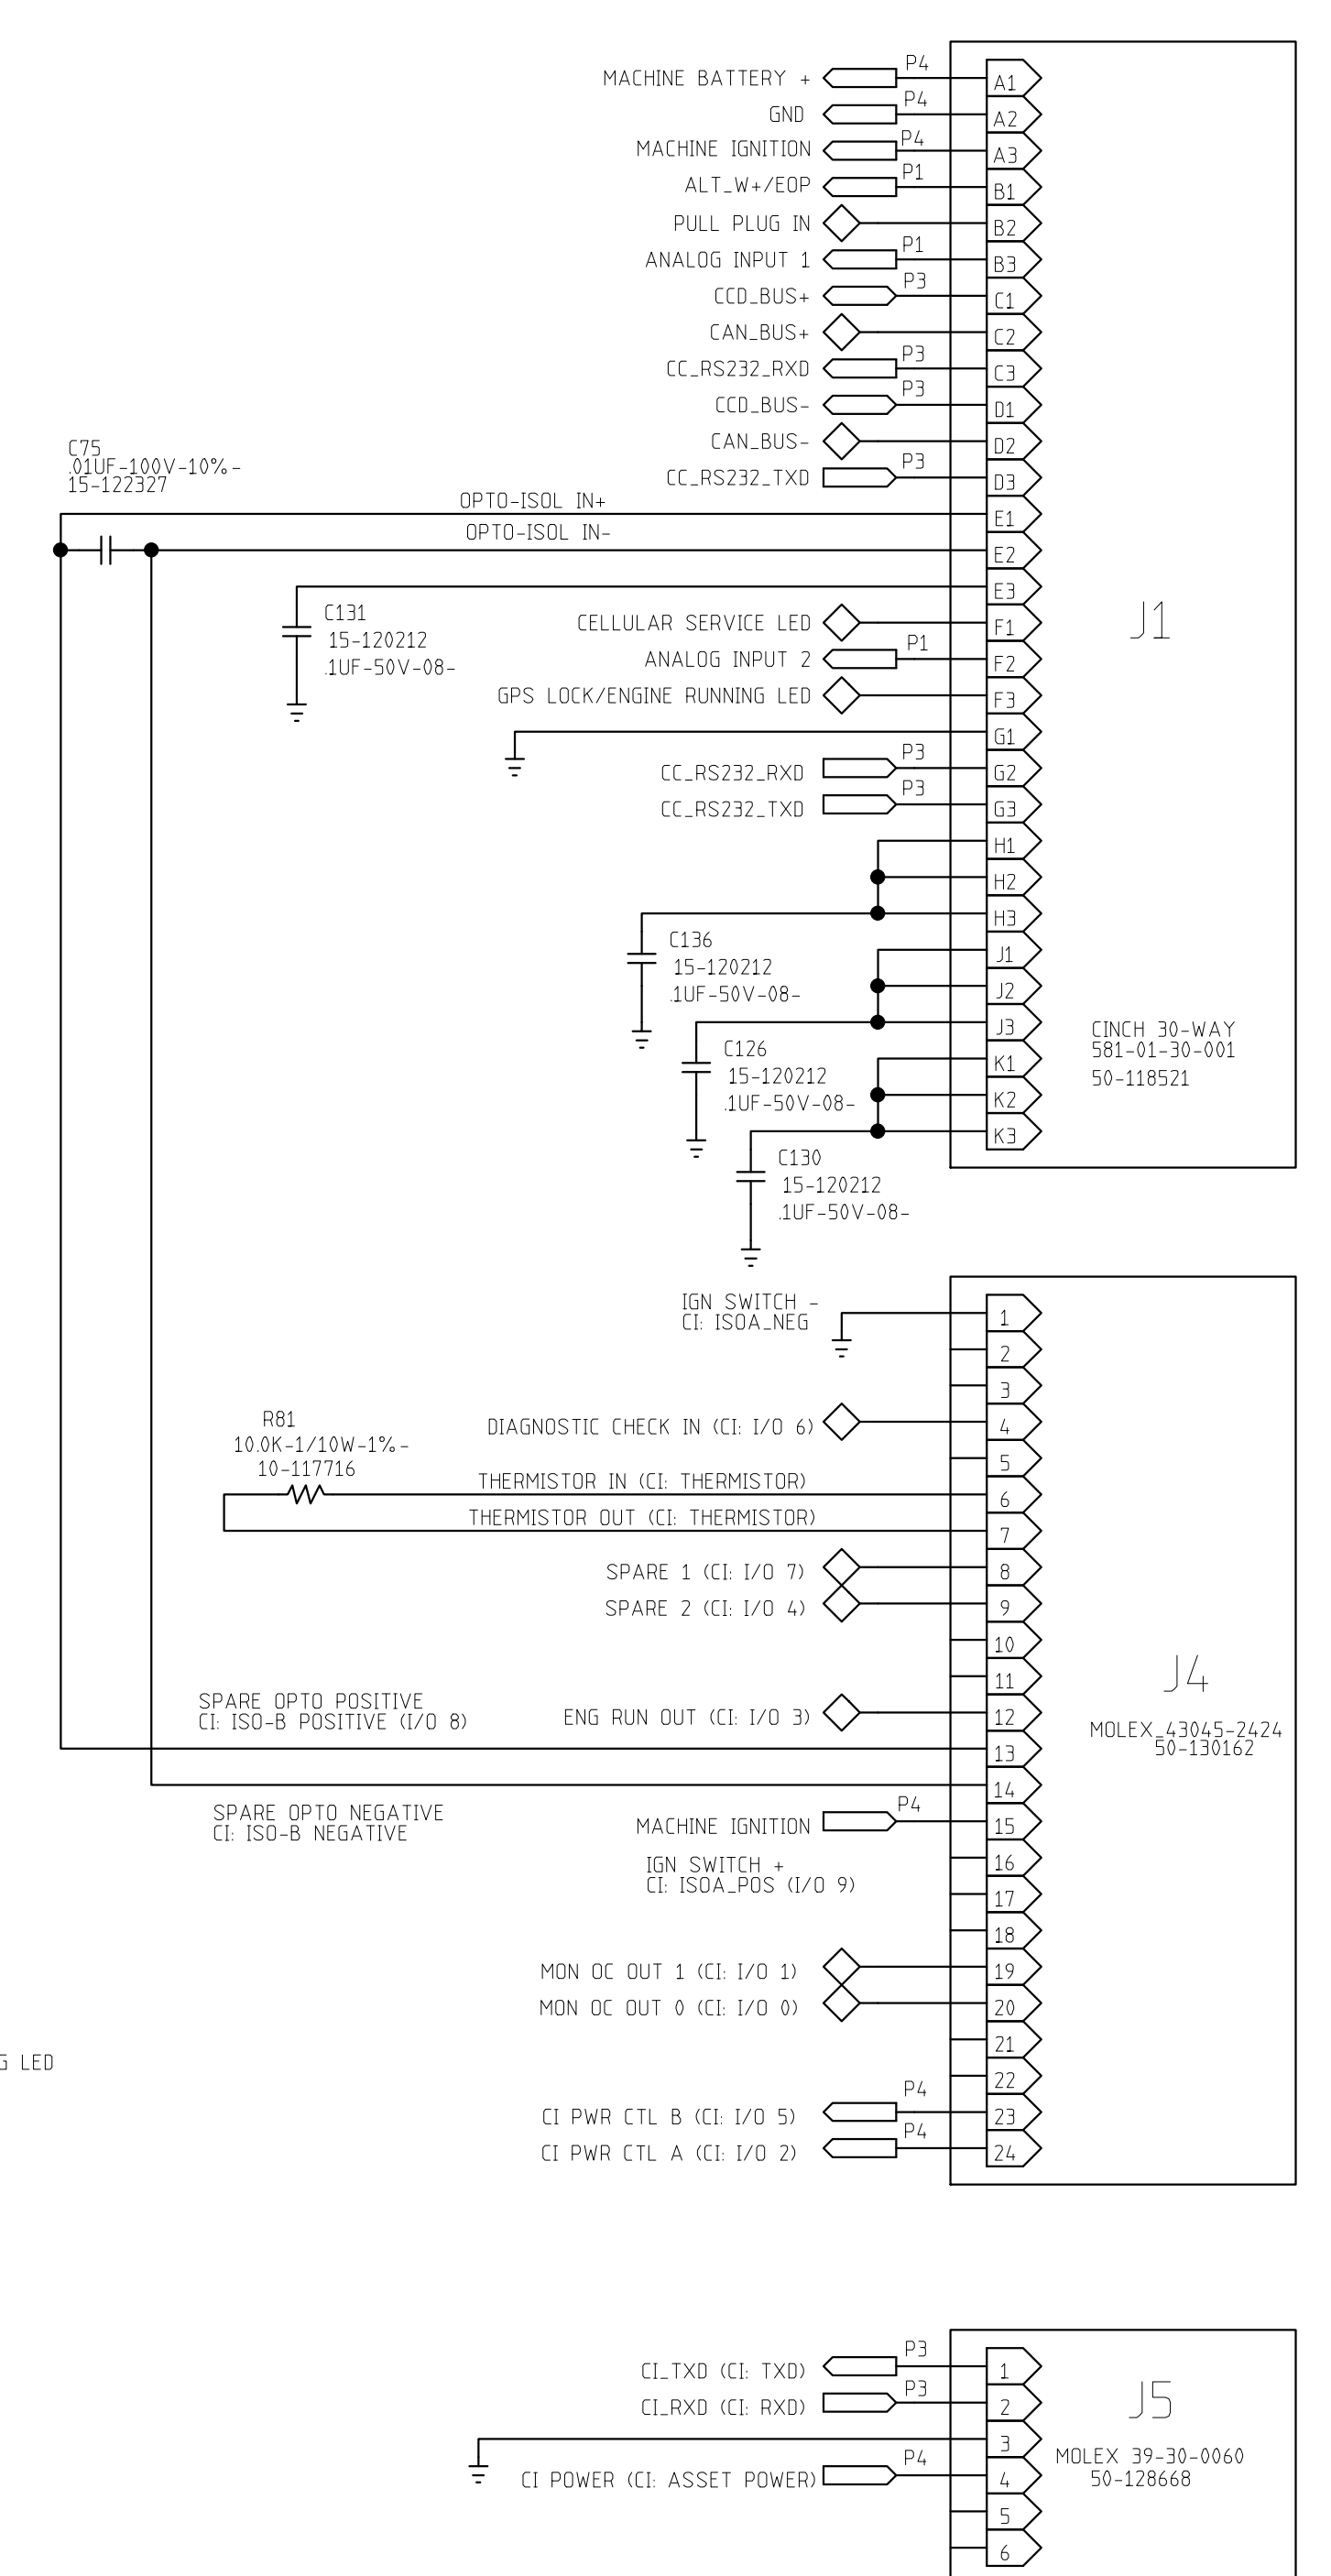 MACHINE BATTERY +
P4
A1
GND
P4
A2
MACHINE IGNITION
P4
A3
ALT_W+/EOP
P1
B1
PULL PLUG IN
B2
ANALOG INPUT 1
P1
B3
CCD_BUS+
P3
C1
CAN_BUS+
C2
CC_RS232_RXD
P3
C3
CCD_BUS-
P3
D1
CAN_BUS-
D2
CC_RS232_TXD
P3
D3
C75
.01UF-100V-10%-
15-122327
OPTO-ISOL IN+
E1
OPTO-ISOL IN-
E2
E3
C131
15-120212
.1UF-50V-08-
CELLULAR SERVICE LED
F1
J1
ANALOG INPUT 2
P1
F2
GPS LOCK/ENGINE RUNNING LED
F3
G1
CC_RS232_RXD
P3
G2
CC_RS232_TXD
P3
G3
H1
H2
H3
C136
15-120212
.1UF-50V-08-
J1
J2
J3
CINCH 30-WAY
581-01-30-001
50-118521
C126
15-120212
.1UF-50V-08-
K1
K2
K3
C130
15-120212
.1UF-50V-08-
IGN SWITCH -
CI: ISOA_NEG
1
2
3
DIAGNOSTIC CHECK IN (CI: I/O 6)
4
5
R81
10.0K-1/10W-1%-
10-117716
THERMISTOR IN (CI: THERMISTOR)
6
THERMISTOR OUT (CI: THERMISTOR)
7
SPARE 1 (CI: I/O 7)
8
SPARE 2 (CI: I/O 4)
9
10
11
J4
MOLEX_43045-2424
50-130162
SPARE OPTO POSITIVE
CI: ISO-B POSITIVE (I/O 8)
ENG RUN OUT (CI: I/O 3)
12
13
14
SPARE OPTO NEGATIVE
CI: ISO-B NEGATIVE
MACHINE IGNITION
P4
15
IGN SWITCH +
CI: ISOA_POS (I/O 9)
16
17
18
MON OC OUT 1 (CI: I/O 1)
19
MON OC OUT 0 (CI: I/O 0)
20
21
G LED
22
CI PWR CTL B (CI: I/O 5)
P4
23
CI PWR CTL A (CI: I/O 2)
P4
24
CI_TXD (CI: TXD)
P3
1
J5
CI_RXD (CI: RXD)
P3
2
3
MOLEX 39-30-0060
50-128668
CI POWER (CI: ASSET POWER)
P4
4
5
6